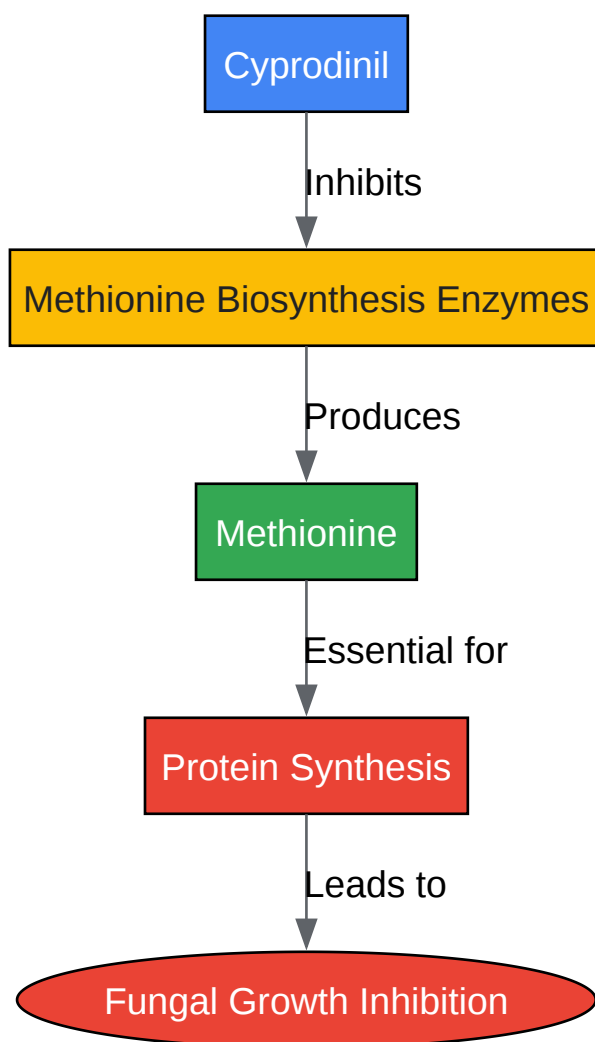 Cyprodinil
Inhibits
Methionine Biosynthesis Enzymes
Produces
Methionine
Essential for
Protein Synthesis
Leads to
Fungal Growth Inhibition